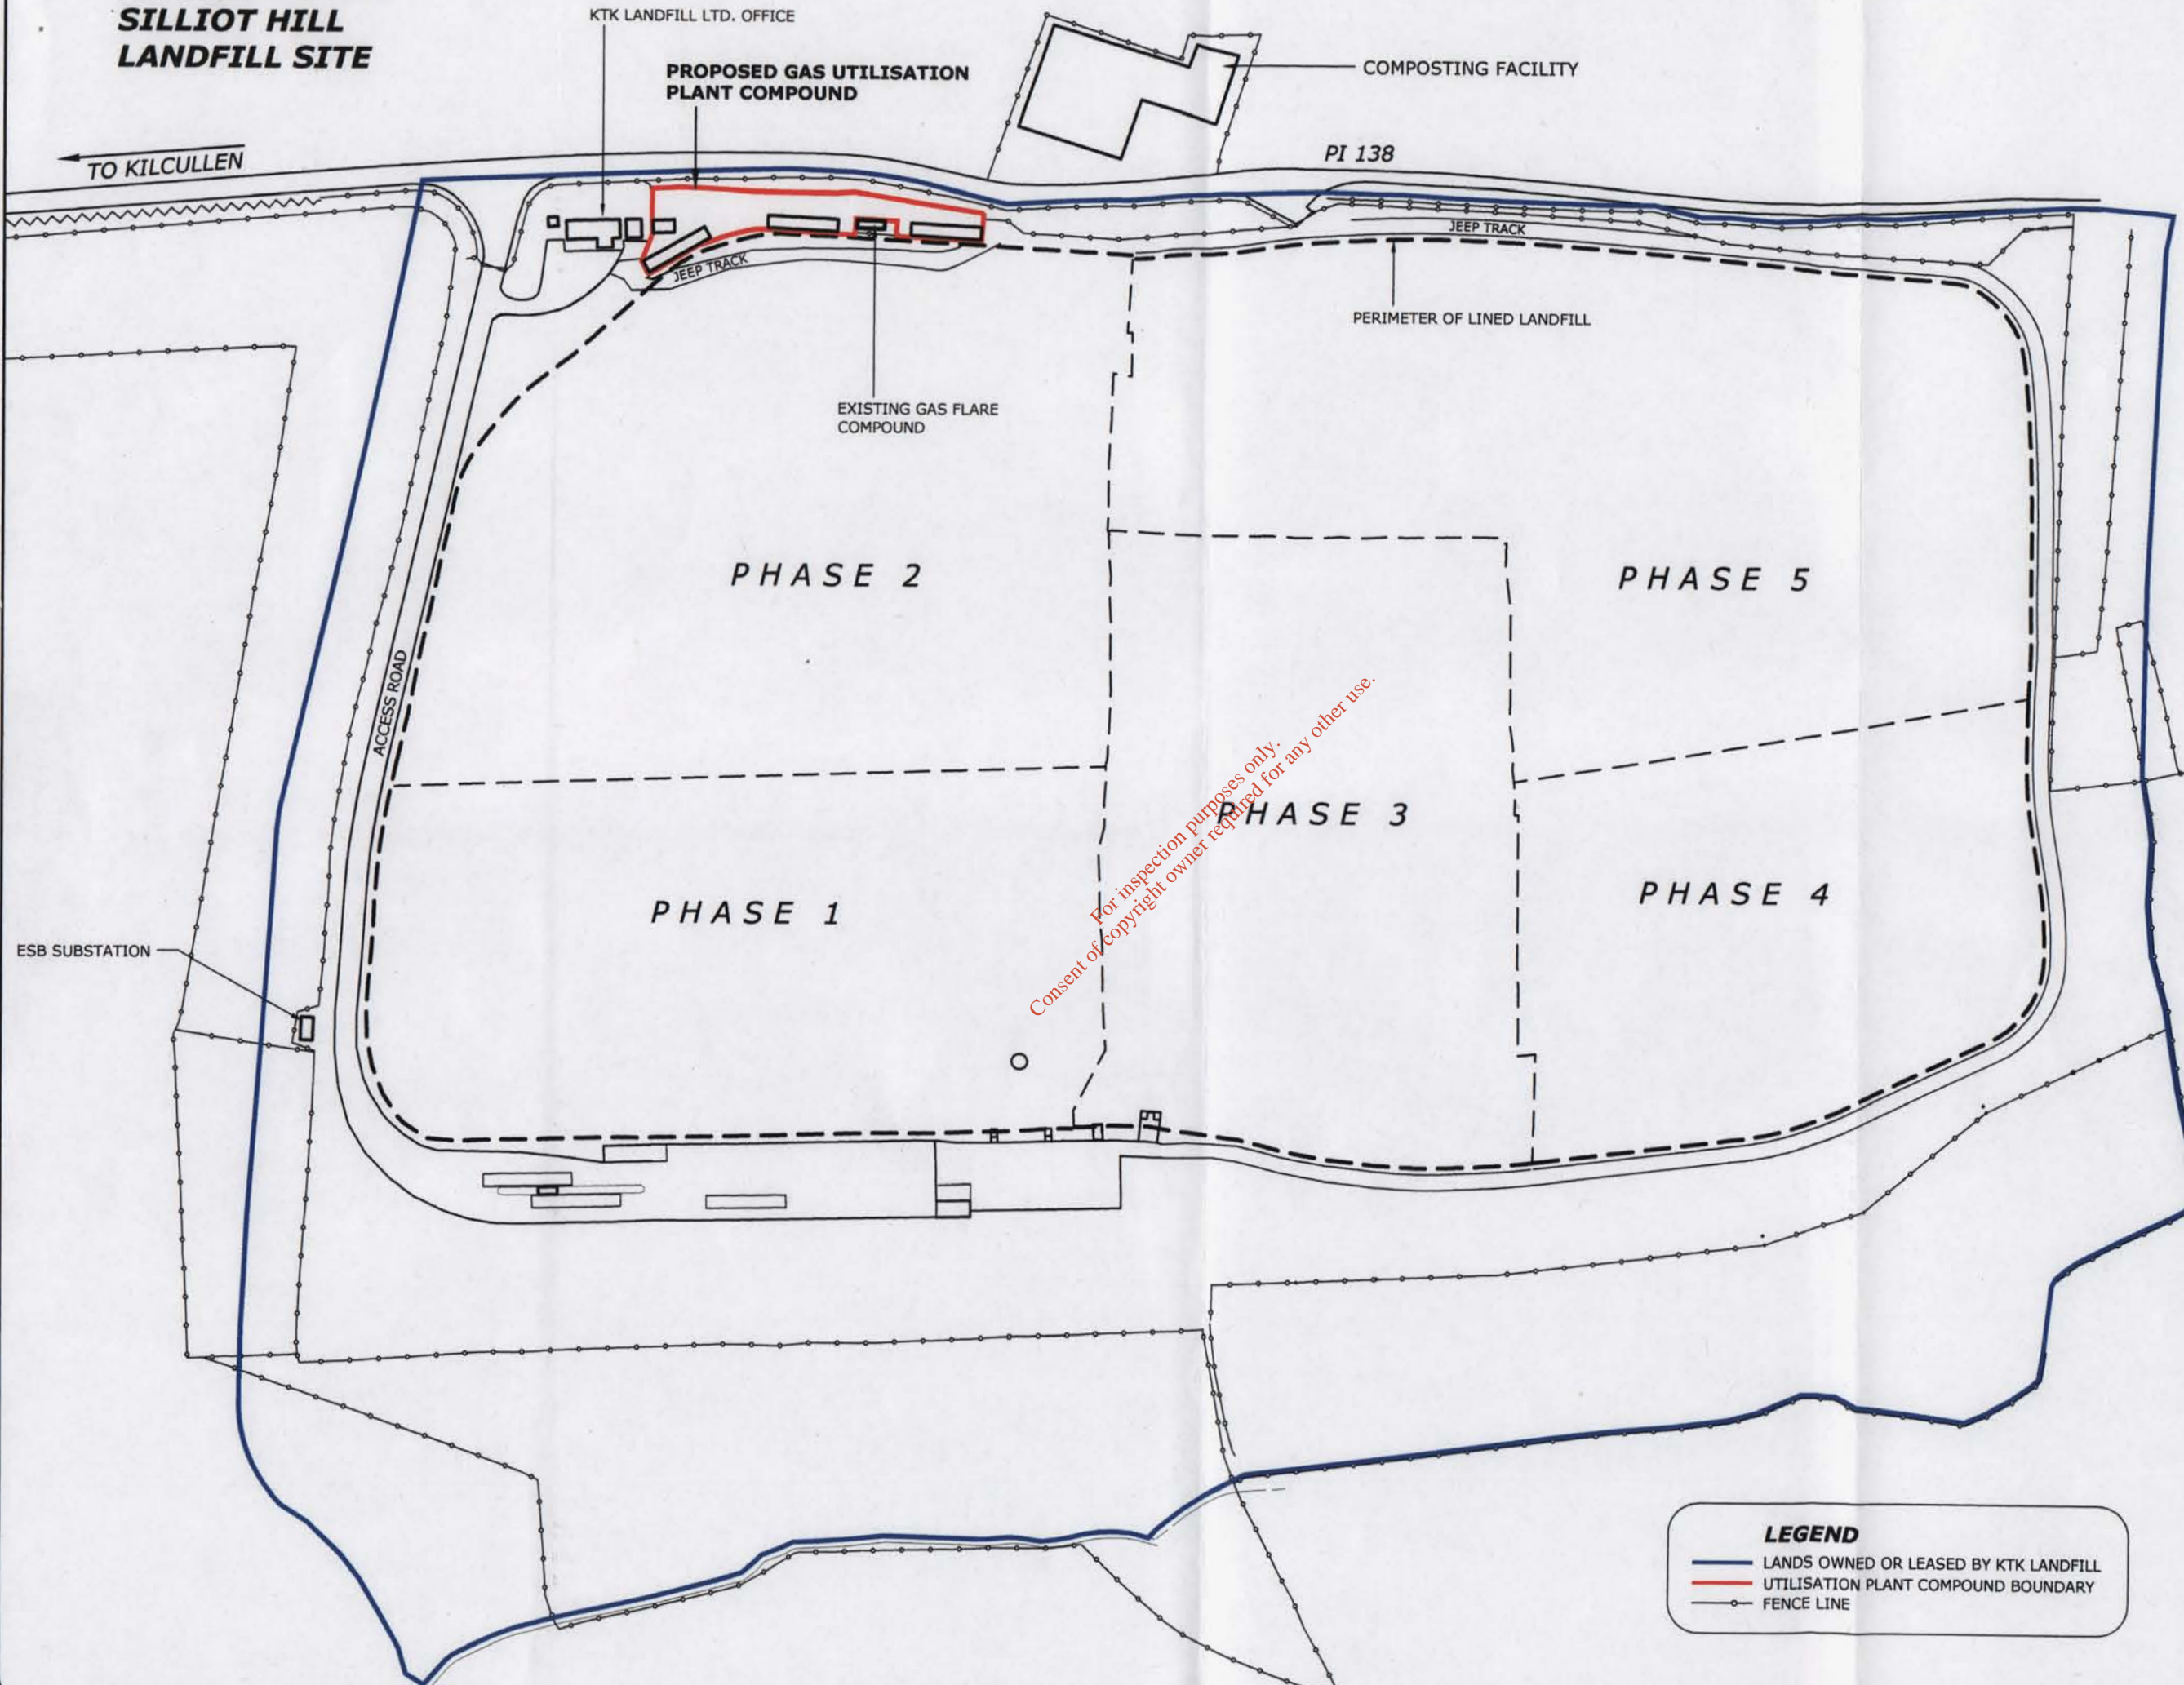 SILLIOT HILL
LANDFILL SITE
KTK LANDFILL LTD. OFFICE
PROPOSED GAS UTILISATION
PLANT COMPOUND
COMPOSTING FACILITY
TO KILCULLEN
PI 138
JEEP TRACK
JEEP TRACK
PERIMETER OF LINED LANDFILL
EXISTING GAS FLARE
COMPOUND
PHASE 2
PHASE 5
ACCESS ROAD
For inspection purposes only.
Consent of copyright owner required for any other use.
PHASE 3
PHASE 4
PHASE 1
ESB SUBSTATION
LEGEND
LANDS OWNED OR LEASED BY KTK LANDFILL
UTILISATION PLANT COMPOUND BOUNDARY
FENCE LINE